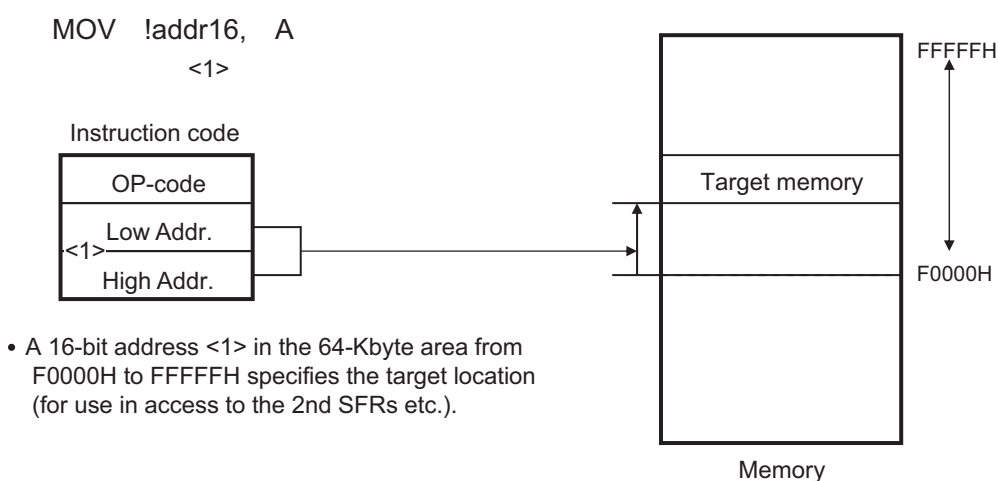 MOV !addr16, A
<1>
FFFFFH
Instruction code
OP-code
Target memory
Low Addr.
<1>
High Addr.
F0000H
• A 16-bit address <1> in the 64-Kbyte area from
F0000H to FFFFFH specifies the target location
(for use in access to the 2nd SFRs etc.).
Memory